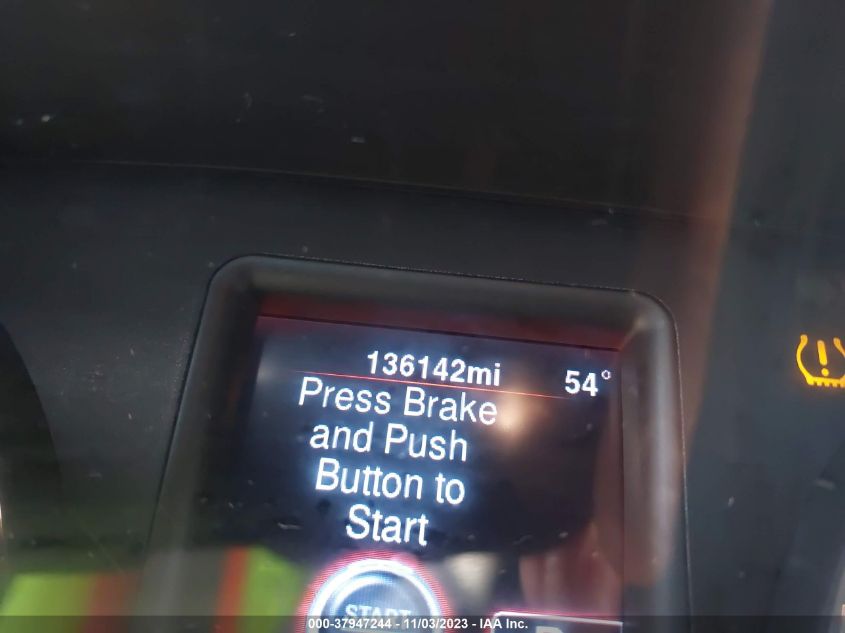 136142mi 54°
Press Brake
and Push
Button to
Start
START
000-37947244 - 11/03/2023 - IAA Inc.